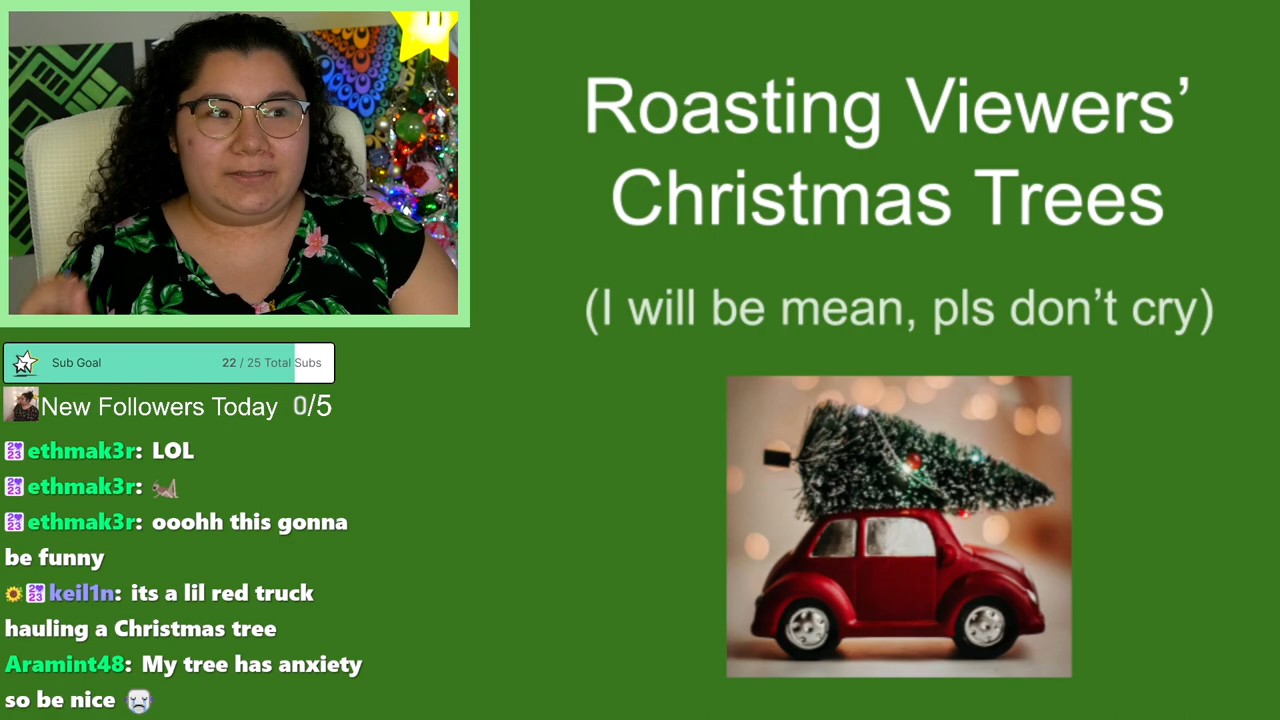 Roasting Viewers’
Christmas Trees
(I will be mean, pls don’t cry)
Sub Goal 22 / 25 Total Subs
New Followers Today 0/5
ethmak3r: LOL
ethmak3r:
ethmak3r: ooohh this gonna
be funny
keil1n: its a lil red truck
hauling a Christmas tree
Aramint48: My tree has anxiety
so be nice